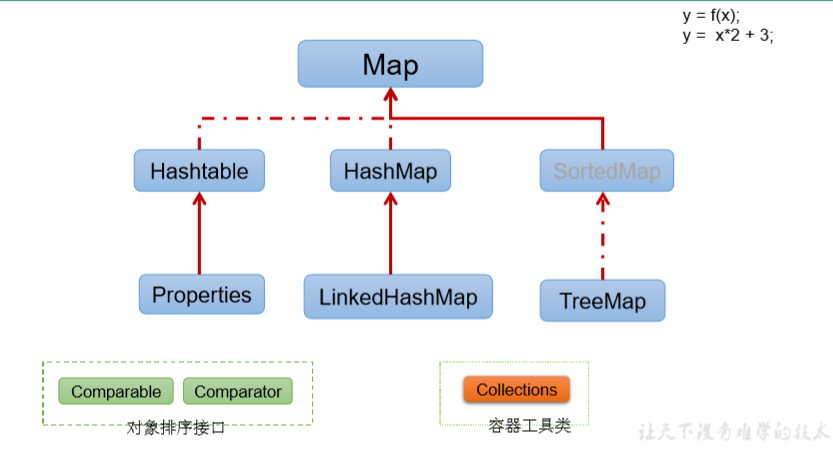 y = f(x);
y = x*2 + 3;
Map
Hashtable
HashMap
SortedMap
Properties
LinkedHashMap
TreeMap
Comparable
Comparator
对象排序接口
Collections
容器工具类
让天下没有难学的技术